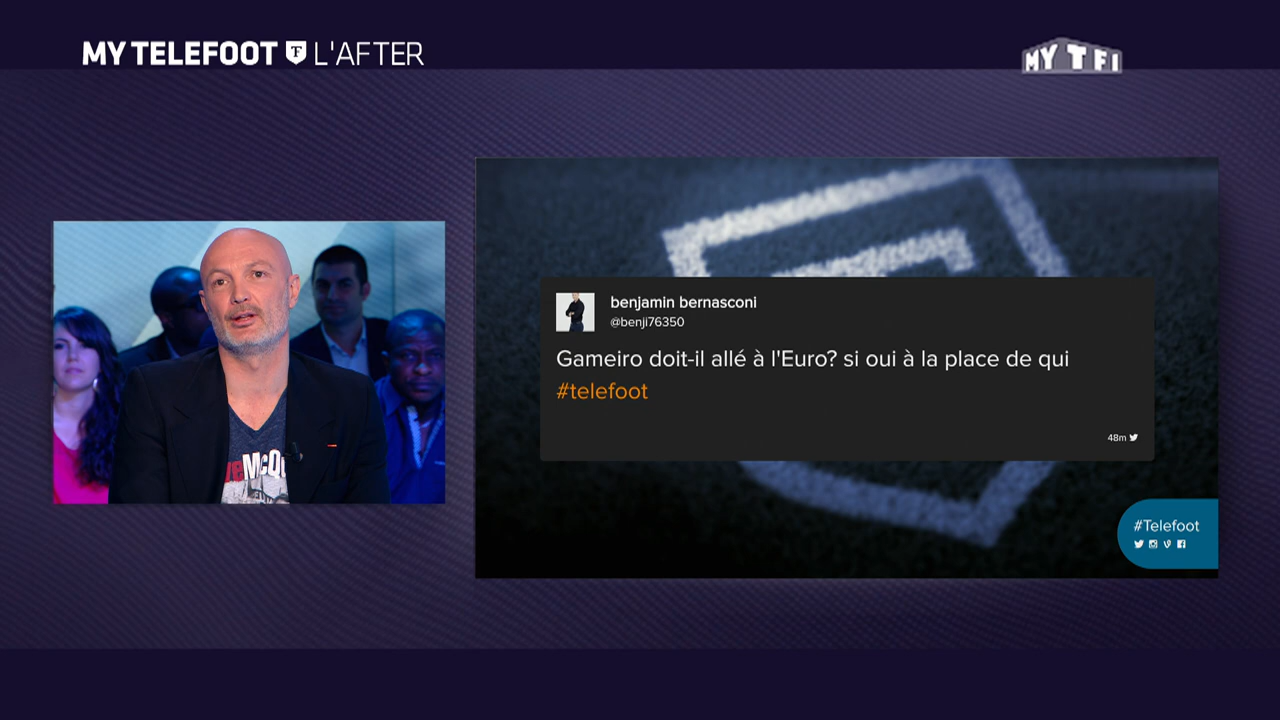 MY TELEFOOT T L'AFTER
MY TF1
benjamin bernasconi
@benji76350
Gameiro doit-il allé à l'Euro? si oui à la place de qui
#telefoot
48m
#Telefoot
McQU